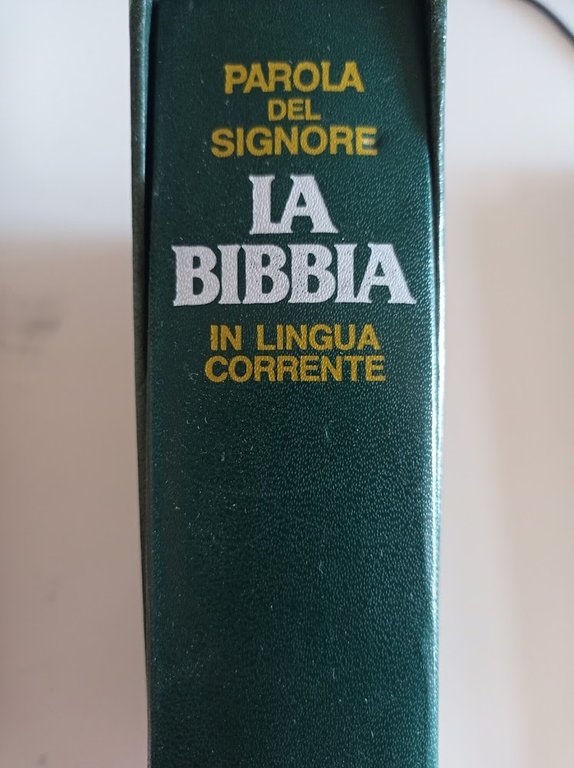 PAROLA
DEL
SIGNORE
LA
BIBBIA
IN LINGUA
CORRENTE